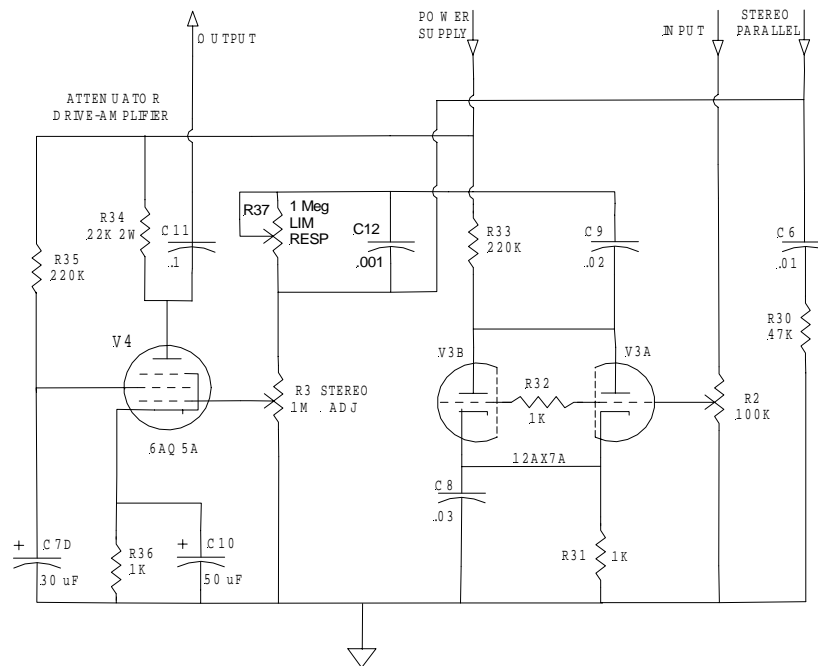 OUTPUT
POWER
SUPPLY
INPUT
STEREO
PARALLEL
ATTENUATOR
DRIVE-AMPLIFIER
R34
22K 2W
C11
.1
R37
1 Meg
LIM
RESP
C12
.001
R33
220K
C9
.02
C6
.01
R35
220K
R30
47K
V4
V3B
V3A
R32
1K
R3 STEREO
1M . ADJ
R2
100K
6AQ5A
12AX7A
C8
.03
+ C7D
30 uF
R36
1K
+ C10
50 uF
R31 1K